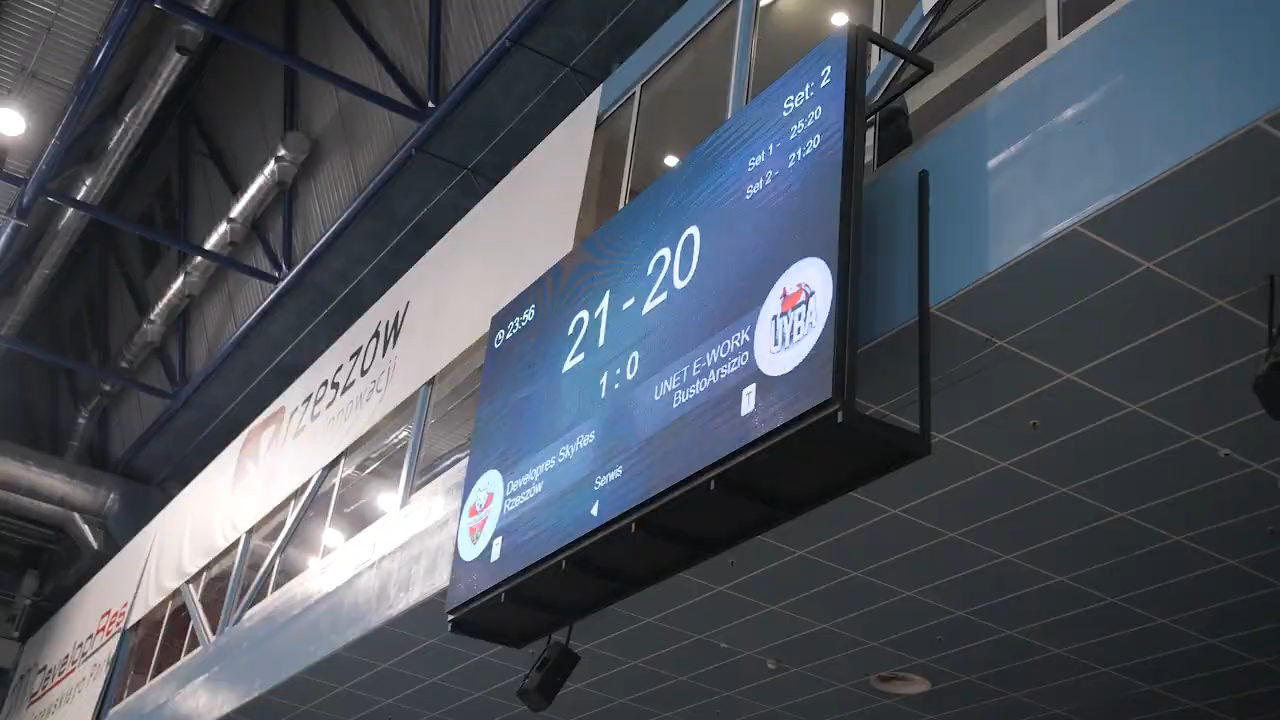 Set: 2
Set 1 - 25:20
Set 2 - 21:20
23:56
21 - 20
1 : 0
UNET E-WORK
BustoArsizio
UYBA
T
Developres SkyRes
Rzeszów
Serwis
rzeszów
DevelopRes